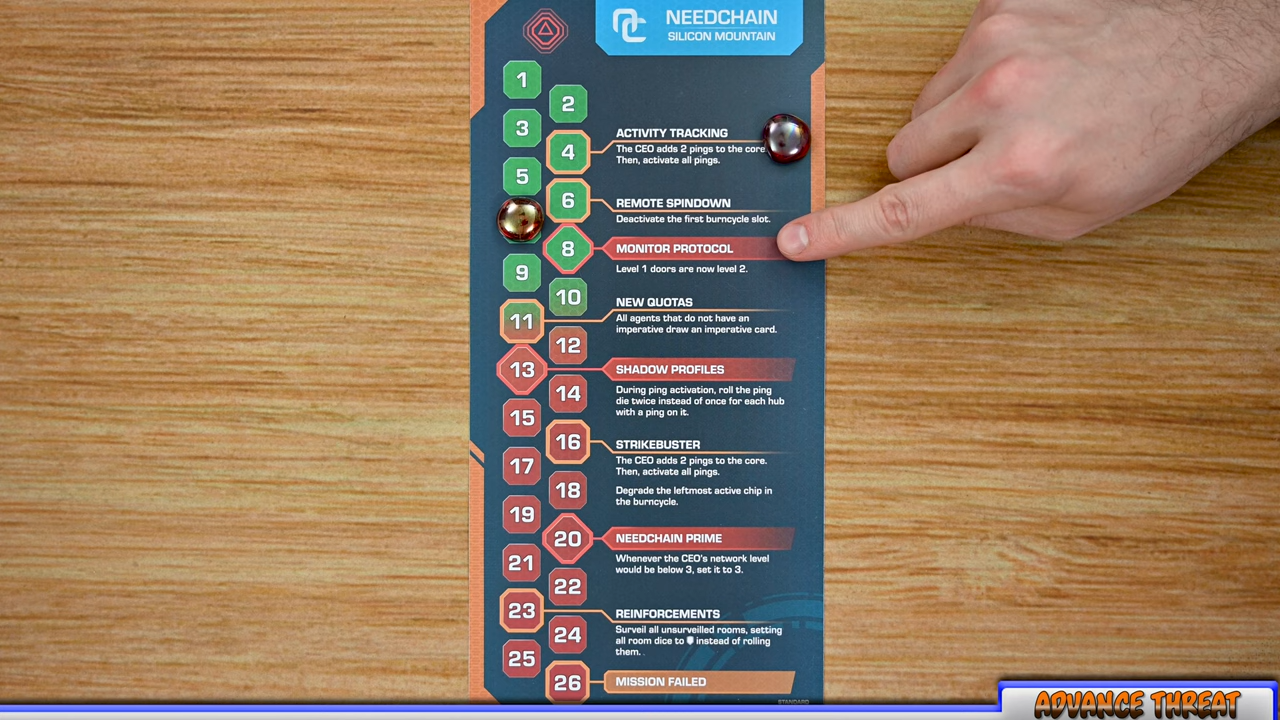 NEEDCHAIN
SILICON MOUNTAIN
1
2
3
4
ACTIVITY TRACKING
The CEO adds 2 pings to the core
Then, activate all pings.
5
6
REMOTE SPINDOWN
Deactivate the first burncycle slot.
8
MONITOR PROTOCOL
Level 1 doors are now level 2.
9
10
NEW QUOTAS
11
All agents that do not have an
imperative draw an imperative card.
12
13
SHADOW PROFILES
During ping activation, roll the ping
die twice instead of once for each hub
with a ping on it.
14
15
16
STRIKEBUSTER
The CEO adds 2 pings to the core.
Then, activate all pings.
Degrade the leftmost active chip in
the burncycle.
17
18
19
20
NEEDCHAIN PRIME
Whenever the CEO's network level
would be below 3, set it to 3.
21
22
23
REINFORCEMENTS
Surveil all unsurveilled rooms, setting
all room dice to instead of rolling
them.
24
25
26
MISSION FAILED
STANDARD
ADVANCE THREAT